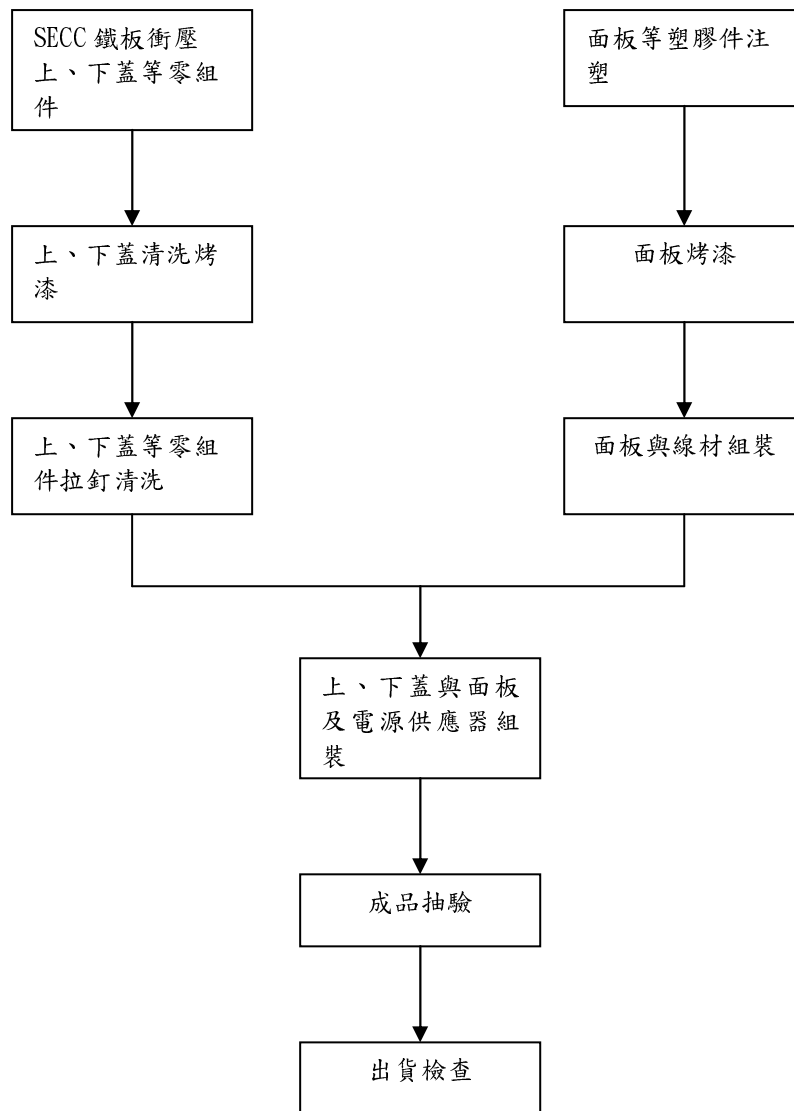 SECC 鐵板衝壓
上、下蓋等零組
件
面板等塑膠件注
塑
上、下蓋清洗烤
漆
面板烤漆
上、下蓋等零組
件拉釘清洗
面板與線材組裝
上、下蓋與面板
及電源供應器組
裝
成品抽驗
出貨檢查